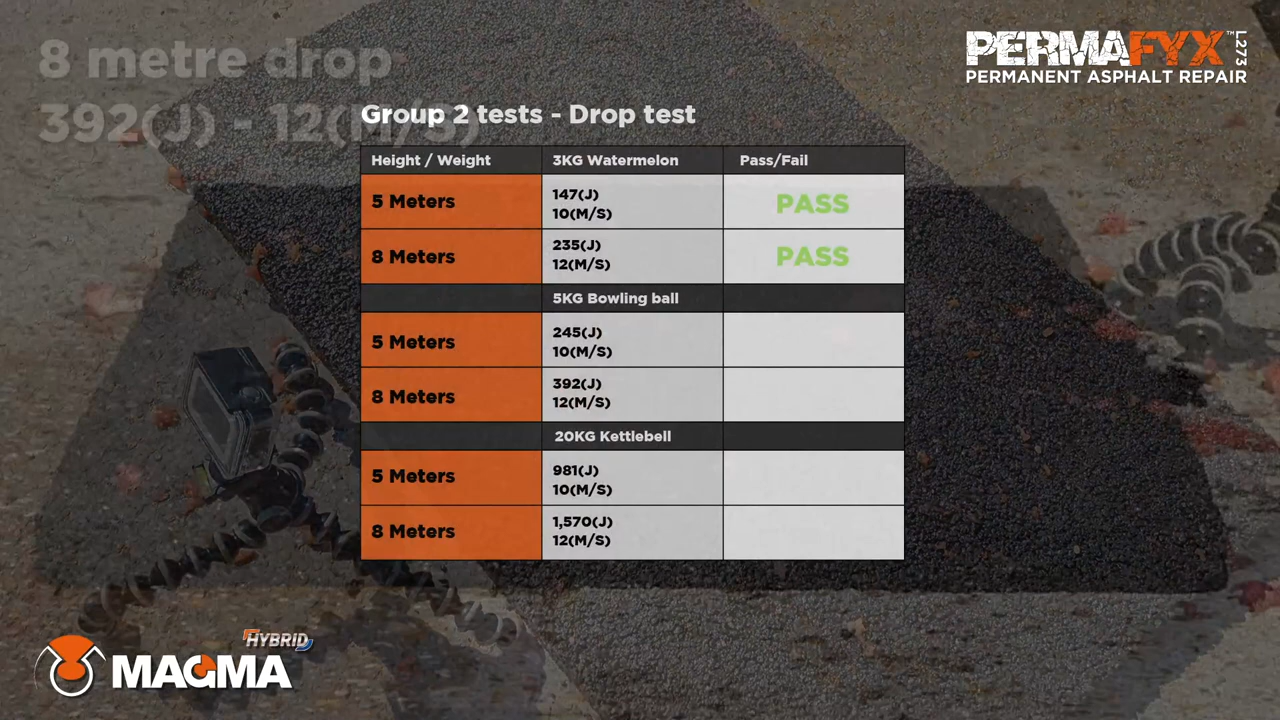 8 metre drop
392(J) - 12(M/S)
PERMAFYX™ L273
PERMANENT ASPHALT REPAIR
Group 2 tests - Drop test
Height / Weight 3KG Watermelon Pass/Fail
5 Meters 147(J) 10(M/S) PASS
8 Meters 235(J) 12(M/S) PASS
5KG Bowling ball
5 Meters 245(J) 10(M/S)
8 Meters 392(J) 12(M/S)
20KG Kettlebell
5 Meters 981(J) 10(M/S)
8 Meters 1,570(J) 12(M/S)
HYBRID
MAGMA